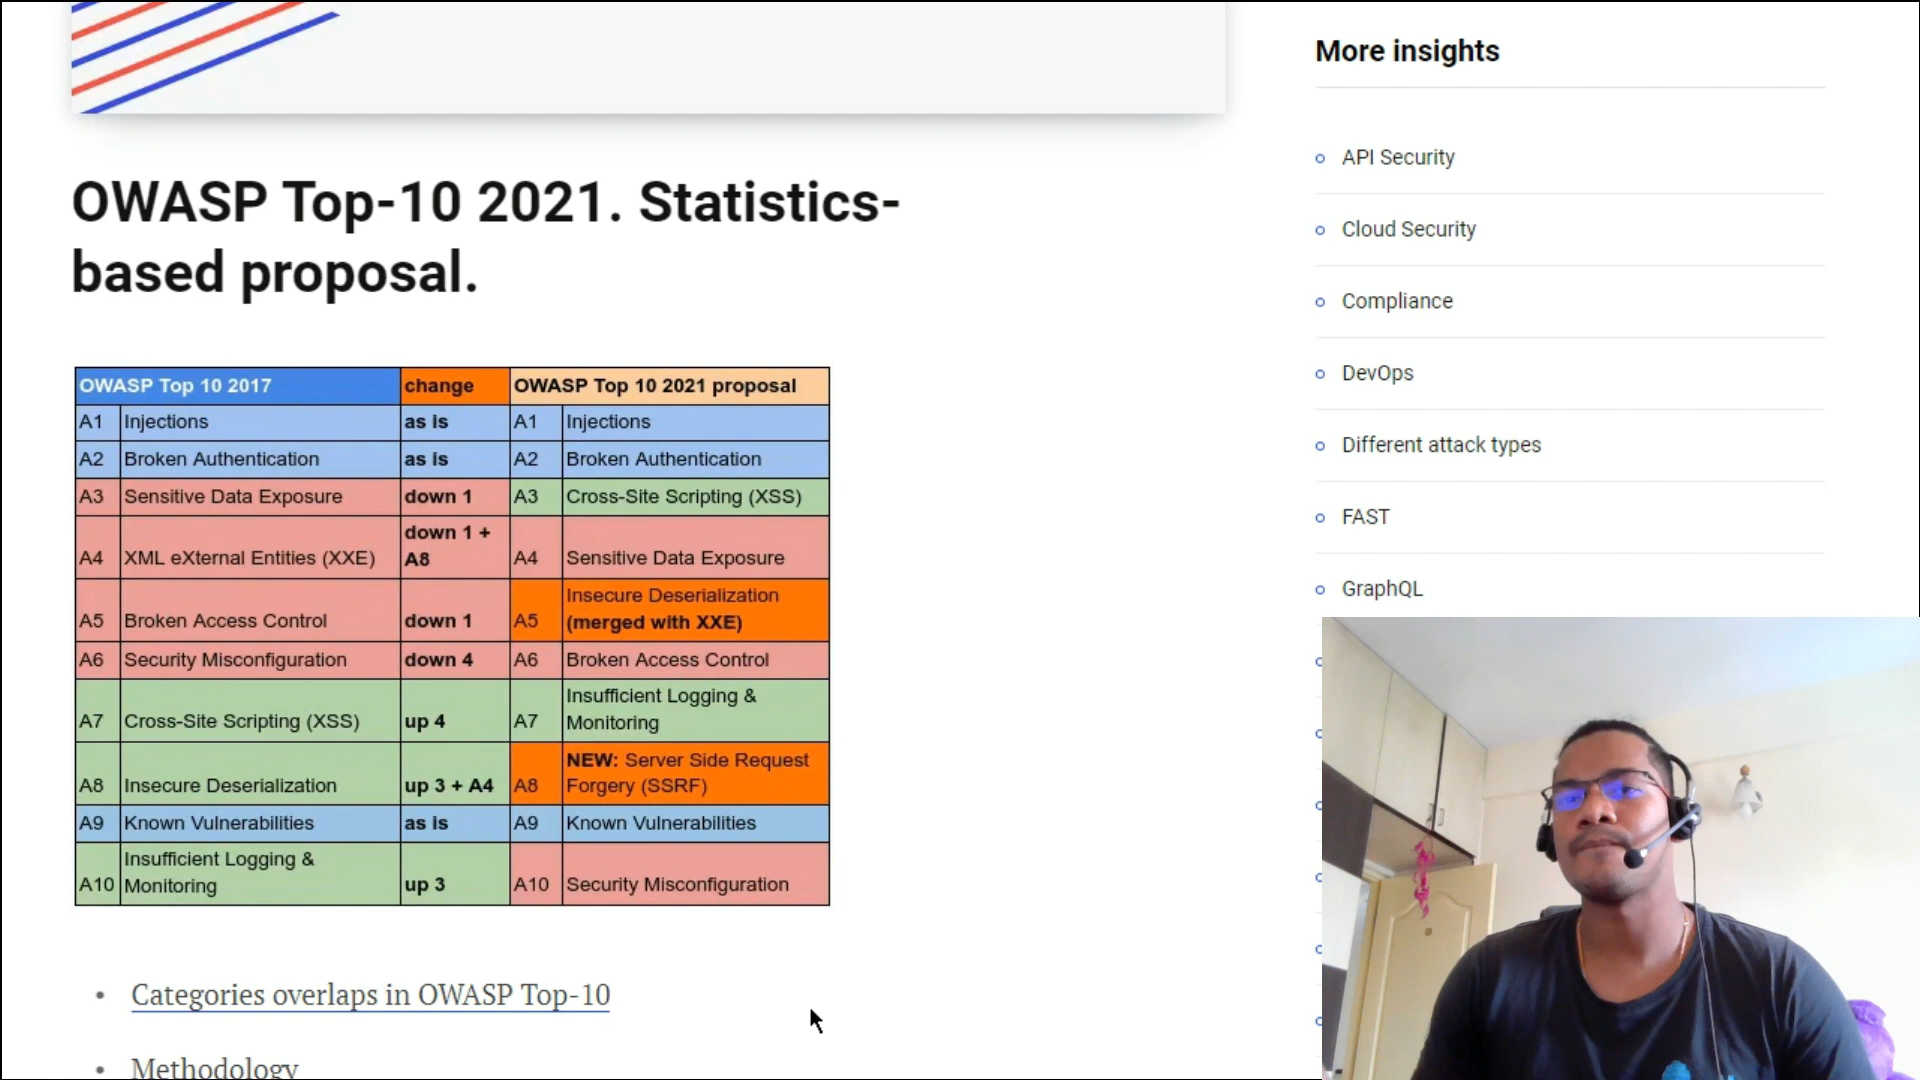 OWASP Top-10 2021. Statistics-
based proposal.
OWASP Top 10 2017 change OWASP Top 10 2021 proposal
A1 Injections as is A1 Injections
A2 Broken Authentication as is A2 Broken Authentication
A3 Sensitive Data Exposure down 1 A3 Cross-Site Scripting (XSS)
down 1 +
A4 XML eXternal Entities (XXE) A8 A4 Sensitive Data Exposure
Insecure Deserialization
A5 Broken Access Control down 1 A5 (merged with XXE)
A6 Security Misconfiguration down 4 A6 Broken Access Control
Insufficient Logging &
A7 Cross-Site Scripting (XSS) up 4 A7 Monitoring
NEW: Server Side Request
A8 Insecure Deserialization up 3 + A4 A8 Forgery (SSRF)
A9 Known Vulnerabilities as is A9 Known Vulnerabilities
Insufficient Logging &
A10 Monitoring up 3 A10 Security Misconfiguration
• Categories overlaps in OWASP Top-10
• Methodology
More insights
API Security
Cloud Security
Compliance
DevOps
Different attack types
FAST
GraphQL